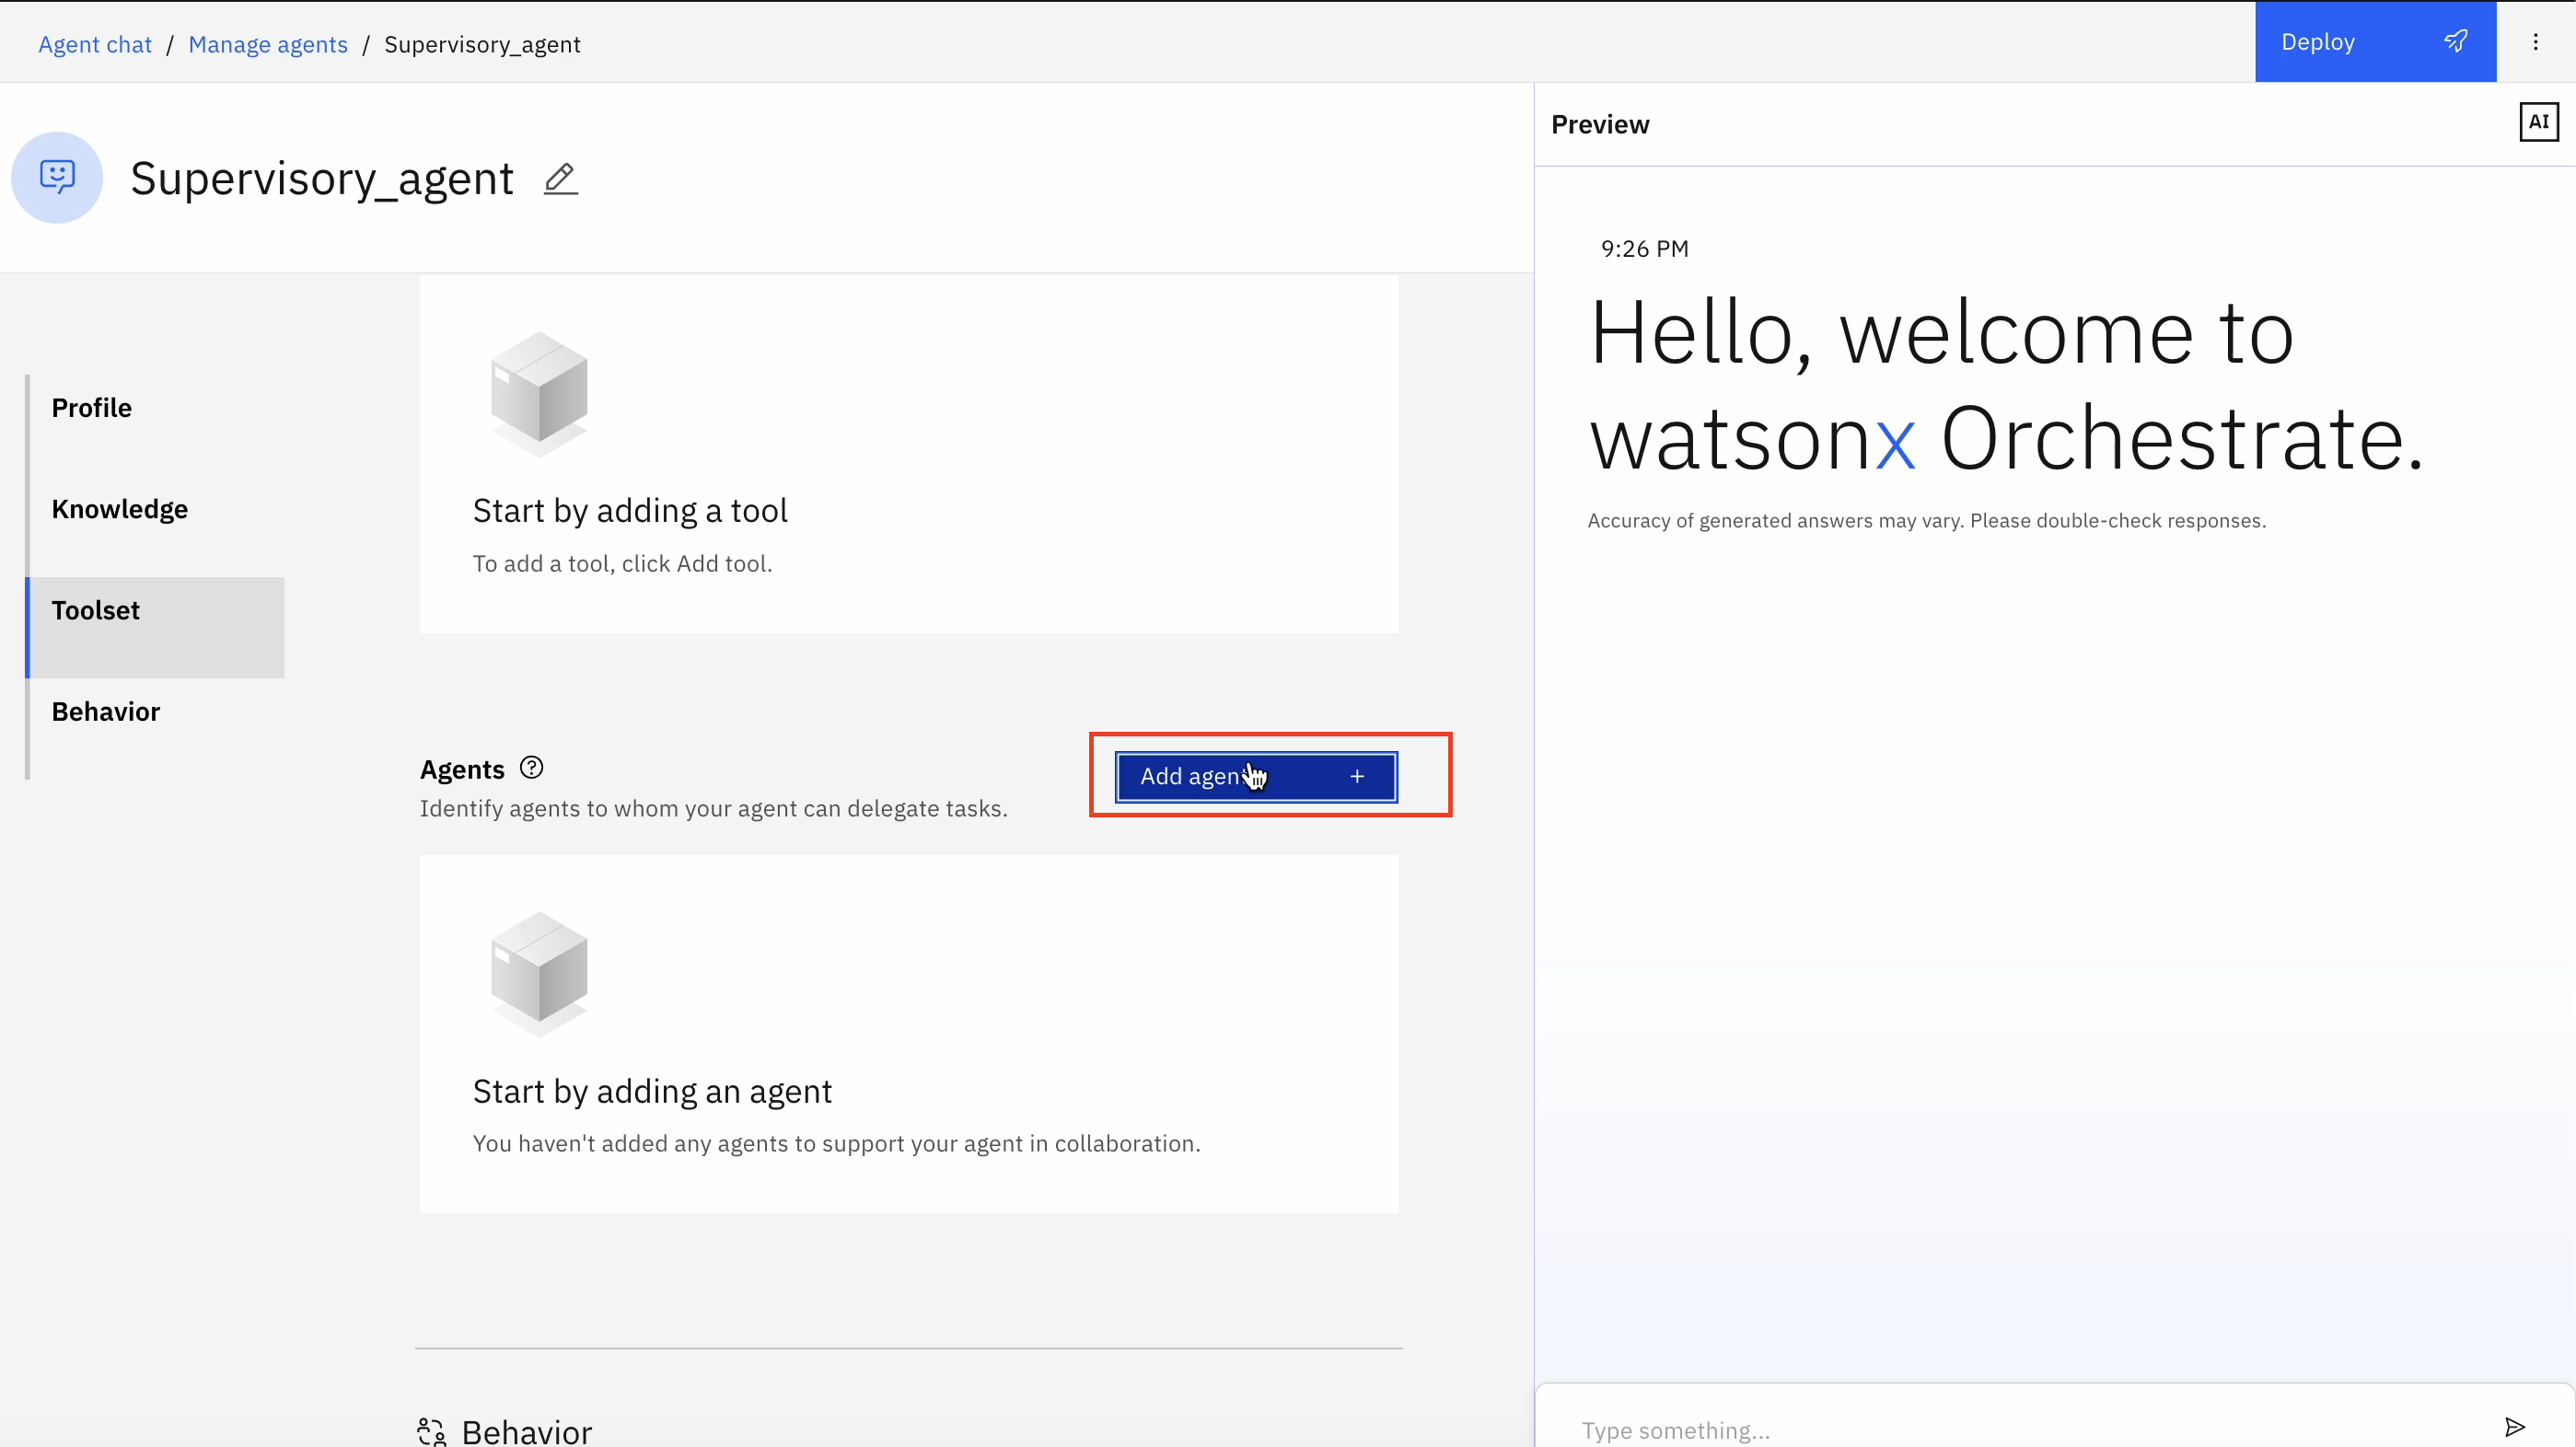 Agent chat / Manage agents / Supervisory_agent
Deploy
Supervisory_agent
Preview
AI
9:26 PM
Hello, welcome to
watsonx Orchestrate.
Accuracy of generated answers may vary. Please double-check responses.
Profile
Knowledge
Toolset
Behavior
Start by adding a tool
To add a tool, click Add tool.
Agents
Add agent +
Identify agents to whom your agent can delegate tasks.
Start by adding an agent
You haven't added any agents to support your agent in collaboration.
Behavior
Type something...